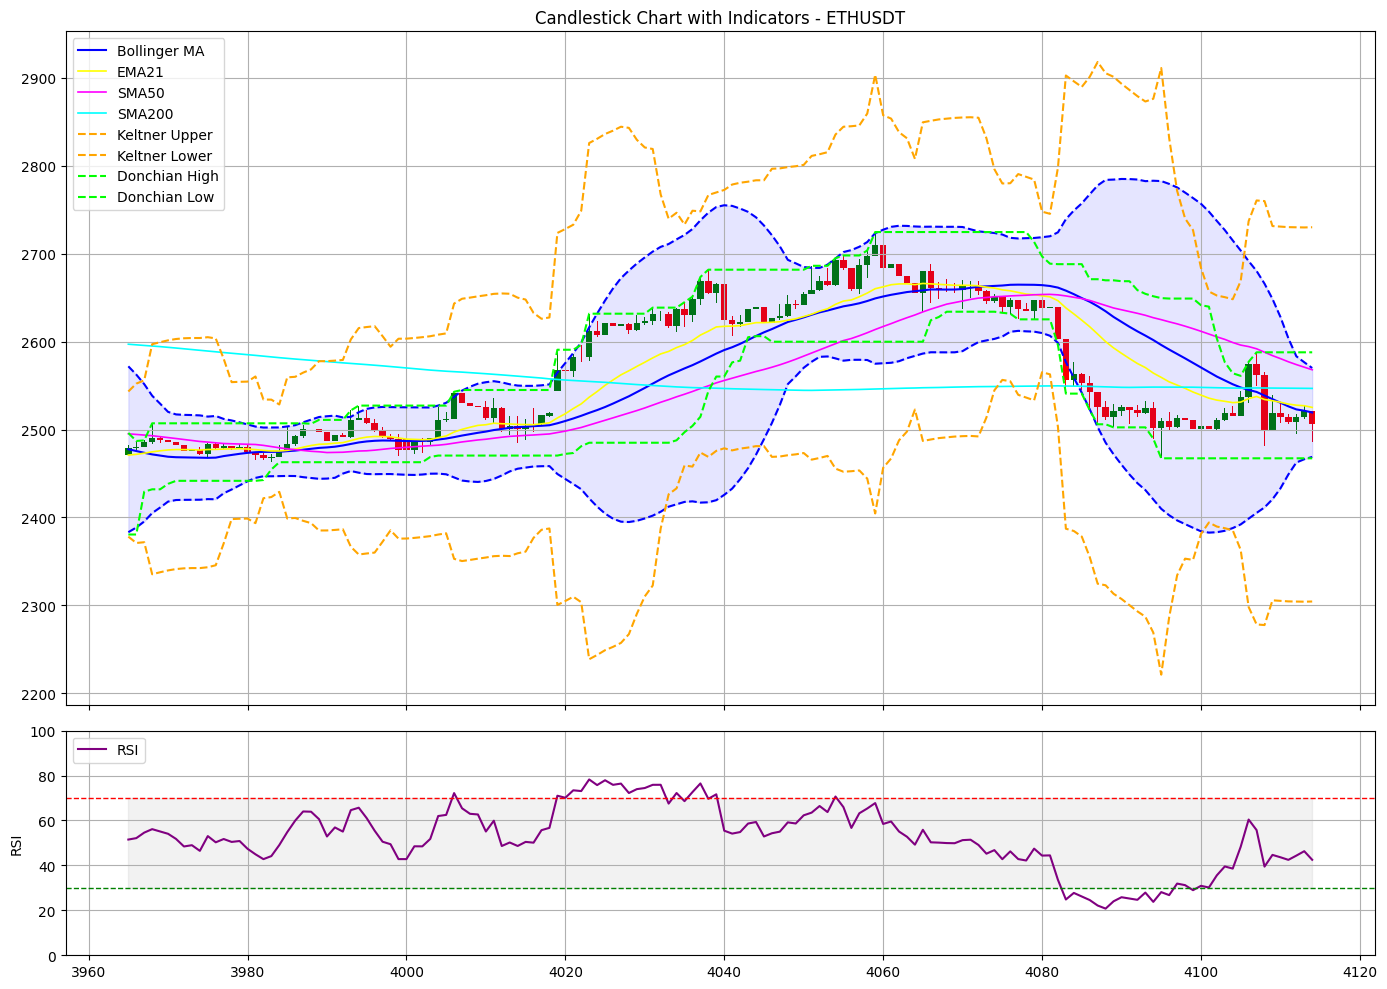 Candlestick Chart with Indicators - ETHUSDT
Bollinger MA
EMA21
SMA50
SMA200
Keltner Upper
Keltner Lower
Donchian High
Donchian Low
2900
2800
2700
2600
2500
2400
2300
2200
RSI
100
80
60
40
20
0
RSI
3960 3980 4000 4020 4040 4060 4080 4100 4120